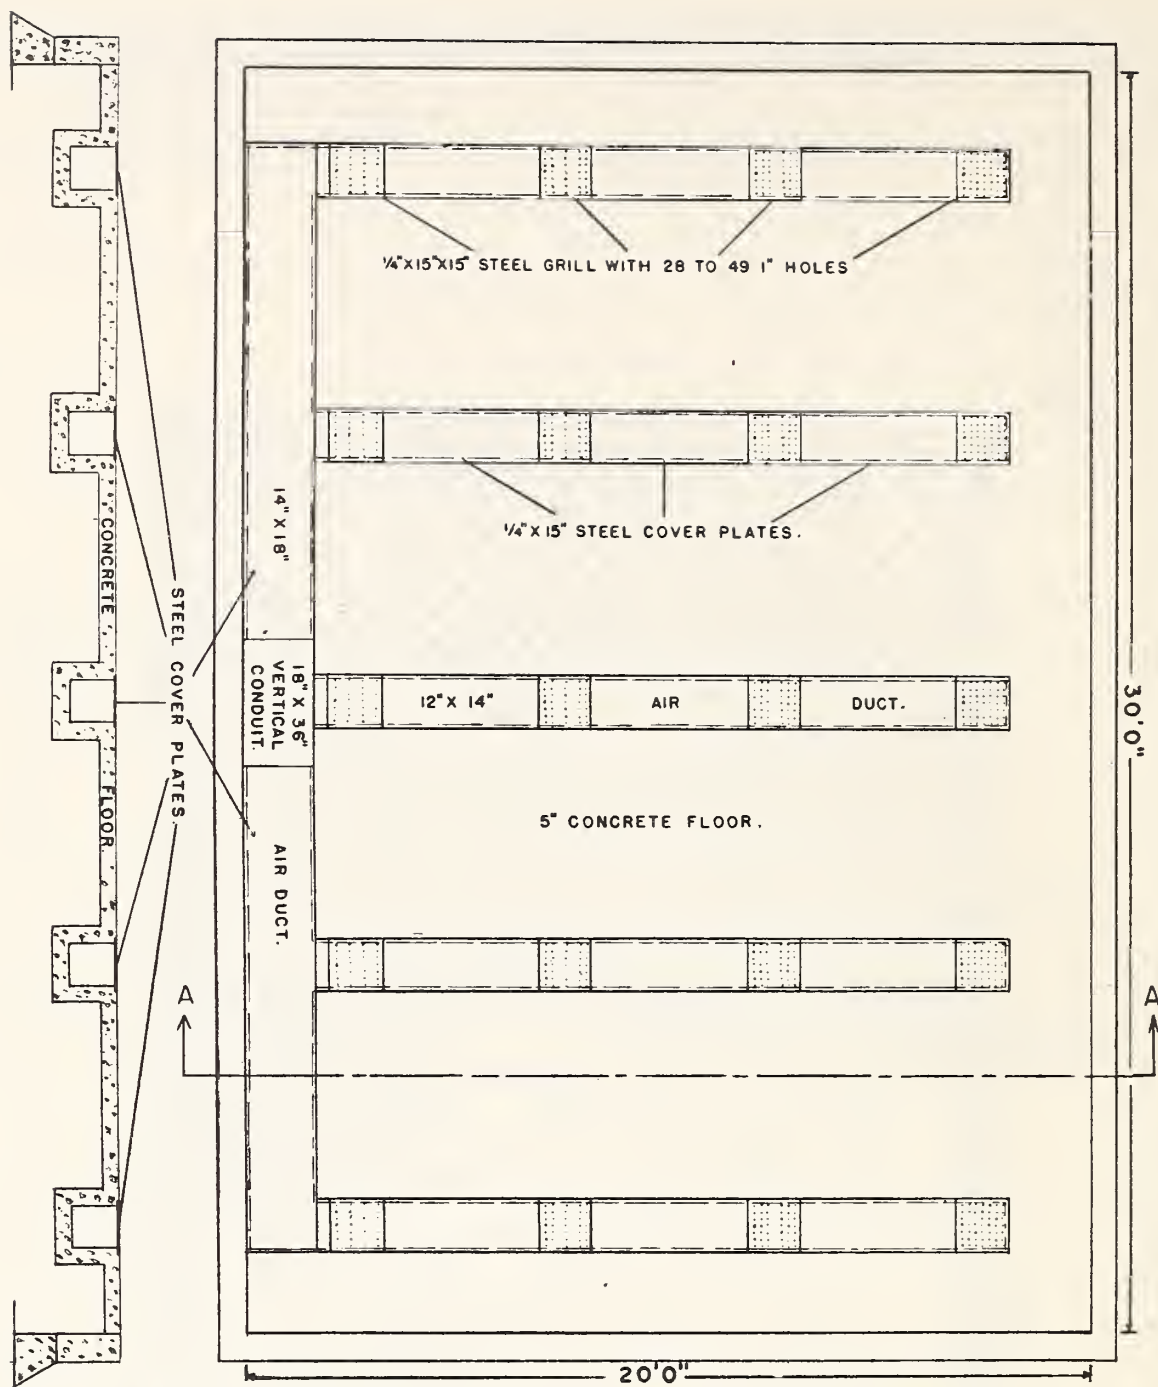 ¼"X15"X15" STEEL GRILL WITH 28 TO 49 1" HOLES
14"X18"
¼"X15" STEEL COVER PLATES.
CONCRETE FLOOR.
STEEL COVER PLATES.
18"X 36"
VERTICAL
CONDUIT.
12"X 14" AIR DUCT.
30'0"
5" CONCRETE FLOOR.
AIR DUCT.
A A
20'0"